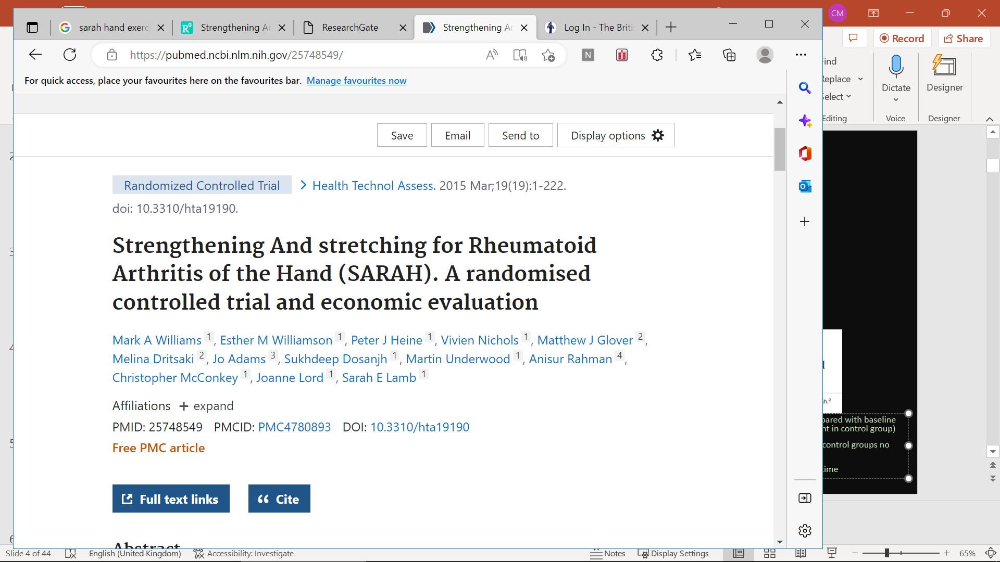 sarah hand exerci
Strengthening Ar
ResearchGate
Strengthening Ar
Log In - The Britis
CM
https://pubmed.ncbi.nlm.nih.gov/25748549/
N
Record
Share
For quick access, place your favourites here on the favourites bar. Manage favourites now
ind
Replace
elect
Dictate
Designer
Editing
Voice
Designer
Save
Email
Send to
Display options
Randomized Controlled Trial
Health Technol Assess. 2015 Mar;19(19):1-222.
doi: 10.3310/hta19190.
Strengthening And stretching for Rheumatoid
Arthritis of the Hand (SARAH). A randomised
controlled trial and economic evaluation
Mark A Williams 1, Esther M Williamson 1, Peter J Heine 1, Vivien Nichols 1, Matthew J Glover 2,
Melina Dritsaki 2, Jo Adams 3, Sukhdeep Dosanjh 1, Martin Underwood 1, Anisur Rahman 4,
Christopher McConkey 1, Joanne Lord 1, Sarah E Lamb 1
Affiliations + expand
PMID: 25748549 PMCID: PMC4780893 DOI: 10.3310/hta19190
Free PMC article
Full text links
Cite
Abstract
jh,2
pared with baseline
nt in control group)
control groups no
time
Slide 4 of 44
English (United Kingdom)
Accessibility: Investigate
Notes
Display Settings
65%